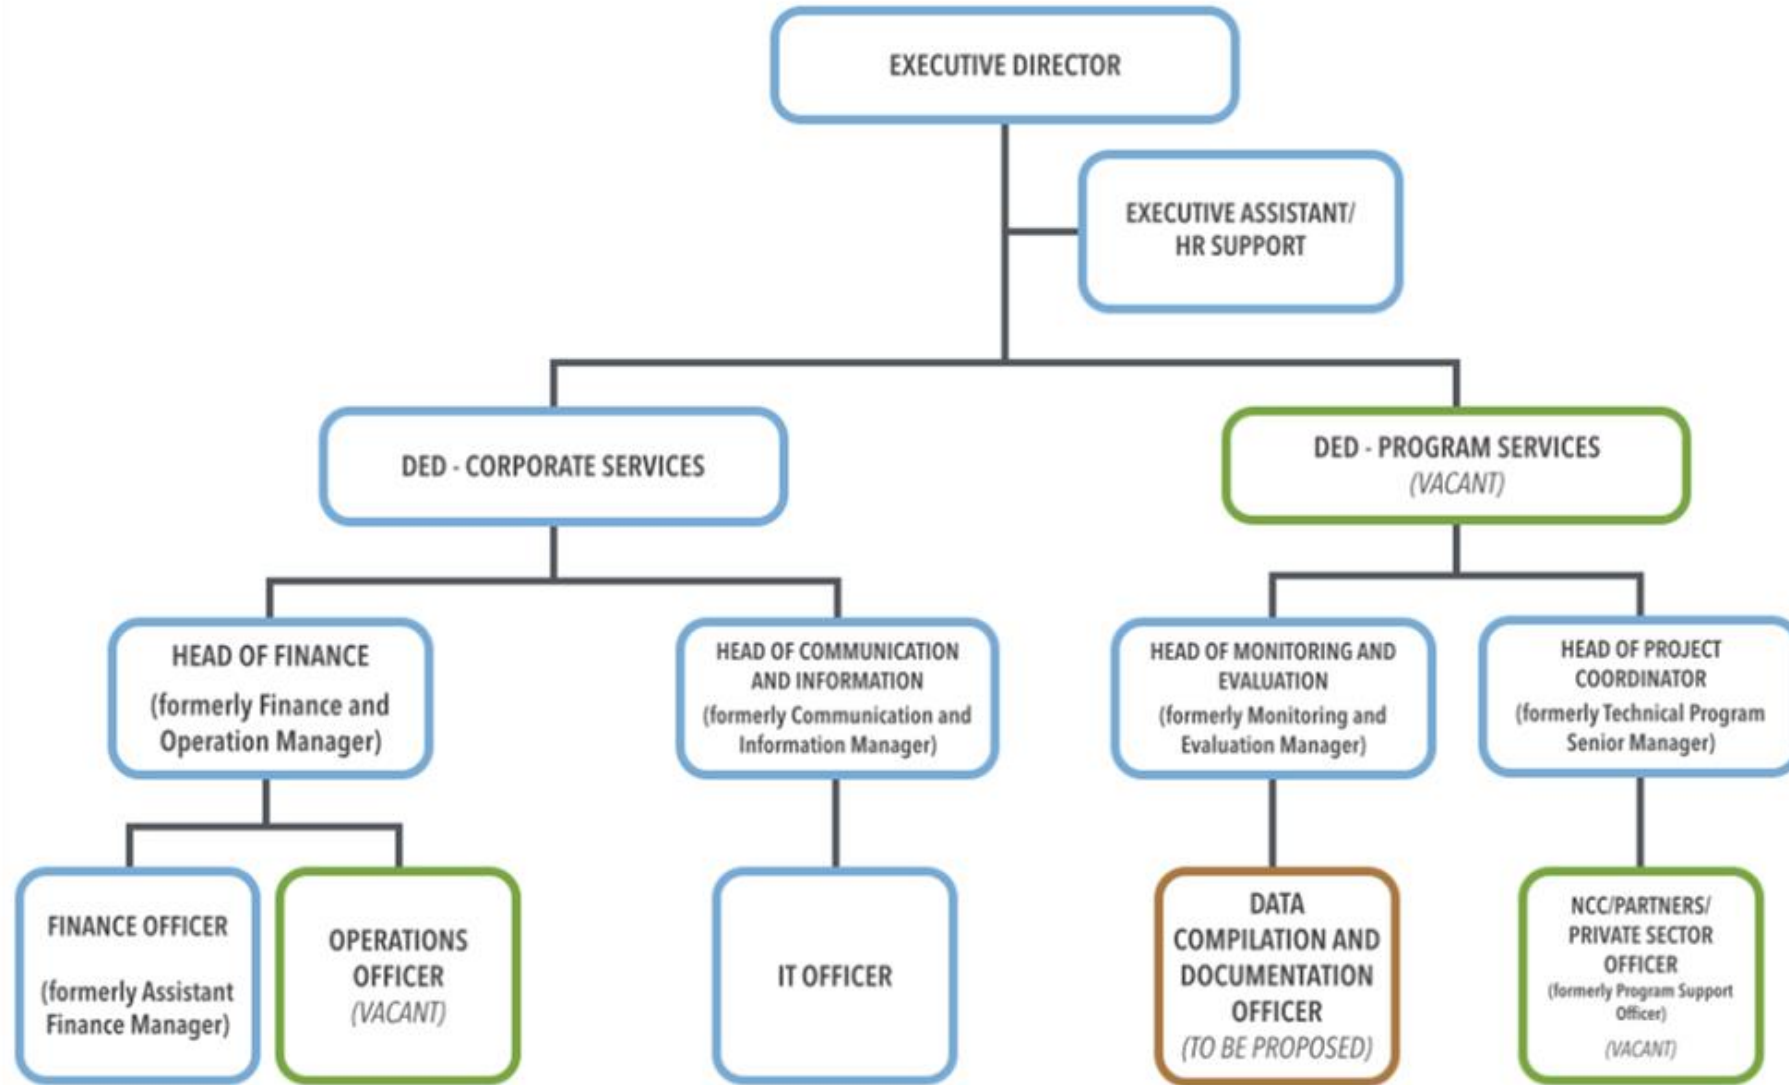 EXECUTIVE DIRECTOR
EXECUTIVE ASSISTANT/
HR SUPPORT
DED - CORPORATE SERVICES
DED - PROGRAM SERVICES
(VACANT)
HEAD OF FINANCE
(formerly Finance and
Operation Manager)
HEAD OF COMMUNICATION
AND INFORMATION
(formerly Communication and
Information Manager)
HEAD OF MONITORING AND
EVALUATION
(formerly Monitoring and
Evaluation Manager)
HEAD OF PROJECT
COORDINATOR
(formerly Technical Program
Senior Manager)
FINANCE OFFICER
(formerly Assistant
Finance Manager)
OPERATIONS
OFFICER
(VACANT)
IT OFFICER
DATA
COMPILATION AND
DOCUMENTATION
OFFICER
(TO BE PROPOSED)
NCC/PARTNERS/
PRIVATE SECTOR
OFFICER
(formerly Program Support
Officer)
(VACANT)